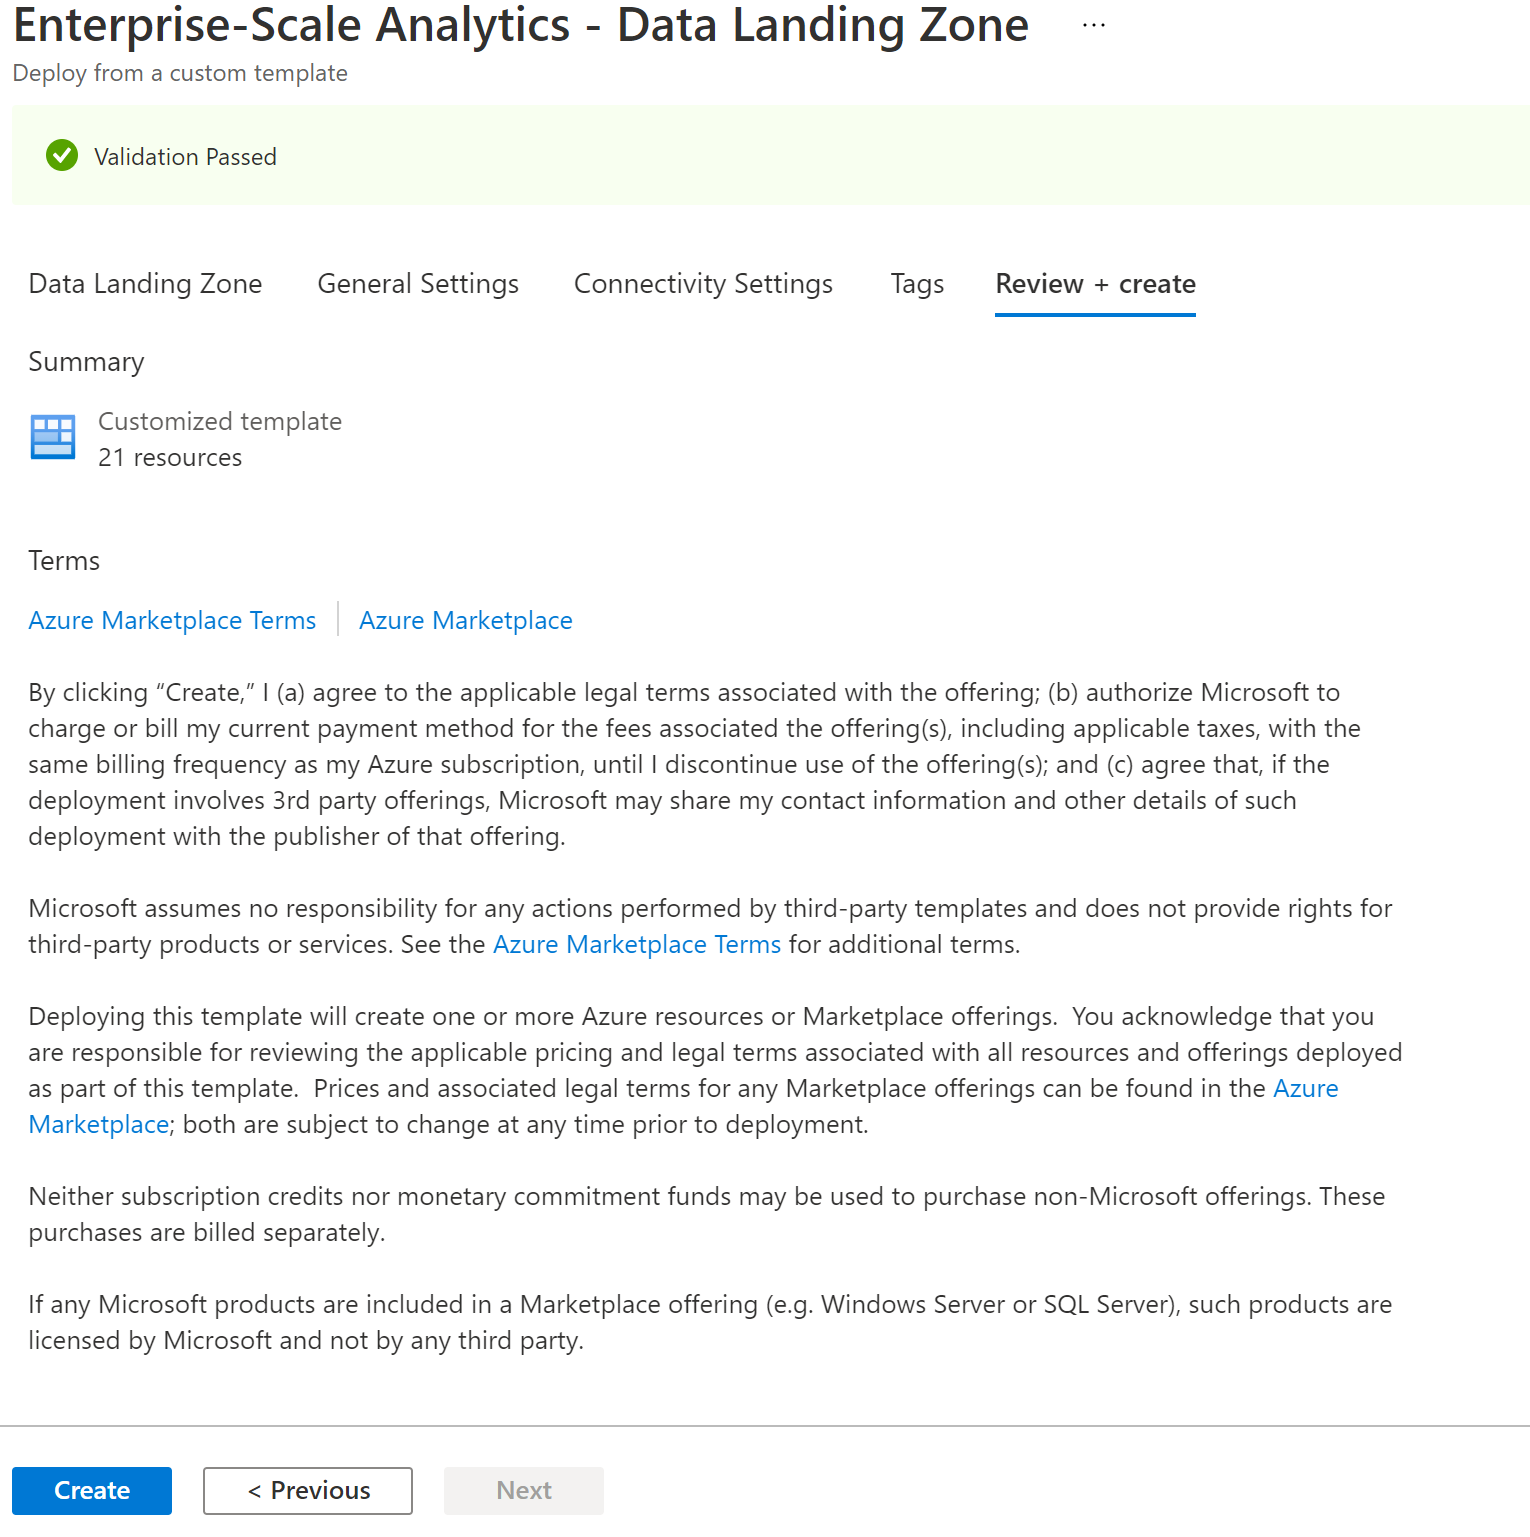 Enterprise-Scale Analytics - Data Landing Zone ...
Deploy from a custom template
Validation Passed
Data Landing Zone General Settings Connectivity Settings Tags Review + create
Summary
Customized template
21 resources
Terms
Azure Marketplace Terms Azure Marketplace
By clicking “Create,” I (a) agree to the applicable legal terms associated with the offering; (b) authorize Microsoft to
charge or bill my current payment method for the fees associated the offering(s), including applicable taxes, with the
same billing frequency as my Azure subscription, until I discontinue use of the offering(s); and (c) agree that, if the
deployment involves 3rd party offerings, Microsoft may share my contact information and other details of such
deployment with the publisher of that offering.
Microsoft assumes no responsibility for any actions performed by third-party templates and does not provide rights for
third-party products or services. See the Azure Marketplace Terms for additional terms.
Deploying this template will create one or more Azure resources or Marketplace offerings.  You acknowledge that you
are responsible for reviewing the applicable pricing and legal terms associated with all resources and offerings deployed
as part of this template.  Prices and associated legal terms for any Marketplace offerings can be found in the Azure
Marketplace; both are subject to change at any time prior to deployment.
Neither subscription credits nor monetary commitment funds may be used to purchase non-Microsoft offerings. These
purchases are billed separately.
If any Microsoft products are included in a Marketplace offering (e.g. Windows Server or SQL Server), such products are
licensed by Microsoft and not by any third party.
Create < Previous Next